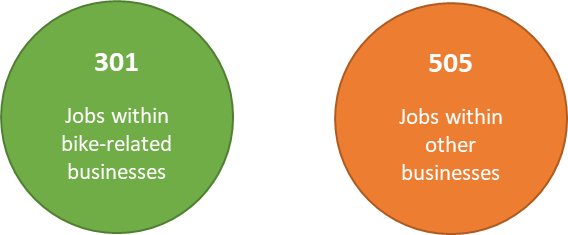 301
Jobs within
bike-related
businesses
505
Jobs within
other
businesses